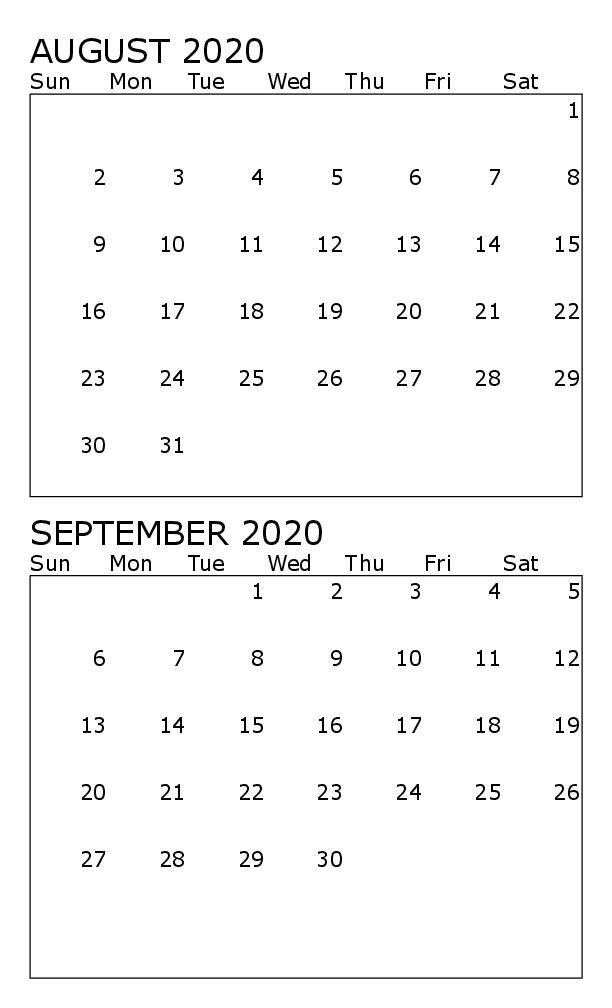 AUGUST 2020
Sun Mon Tue Wed Thu Fri Sat
1
2 3 4 5 6 7 8
9 10 11 12 13 14 15
16 17 18 19 20 21 22
23 24 25 26 27 28 29
30 31
SEPTEMBER 2020
Sun Mon Tue Wed Thu Fri Sat
1 2 3 4 5
6 7 8 9 10 11 12
13 14 15 16 17 18 19
20 21 22 23 24 25 26
27 28 29 30